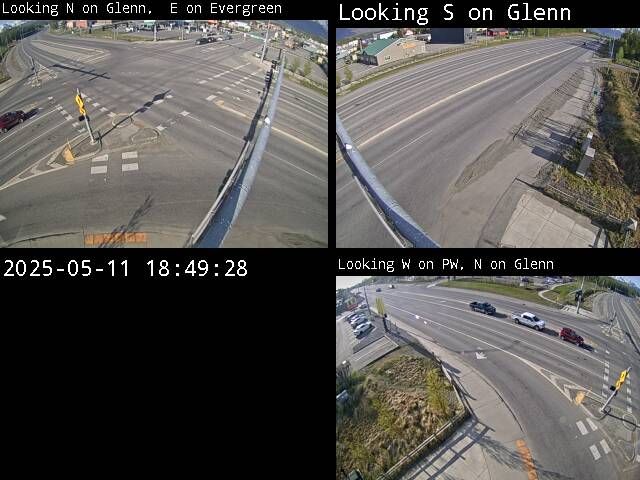 Looking N on Glenn,  E on Evergreen
Looking S on Glenn
2025-05-11 18:49:28
Looking W on PW, N on Glenn